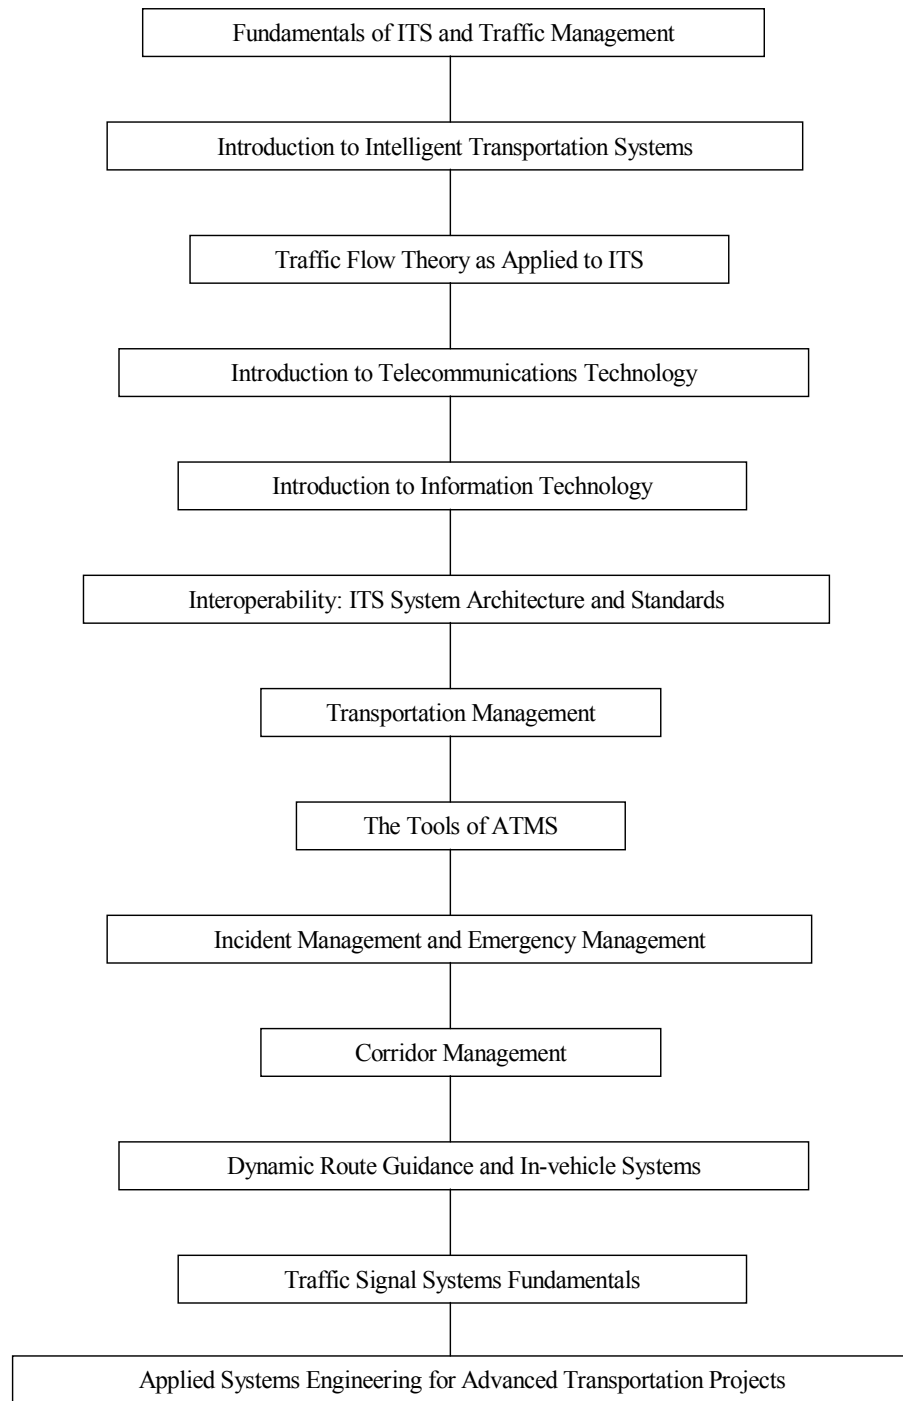 Fundamentals of ITS and Traffic Management
Introduction to Intelligent Transportation Systems
Traffic Flow Theory as Applied to ITS
Introduction to Telecommunications Technology
Introduction to Information Technology
Interoperability: ITS System Architecture and Standards
Transportation Management
The Tools of ATMS
Incident Management and Emergency Management
Corridor Management
Dynamic Route Guidance and In-vehicle Systems
Traffic Signal Systems Fundamentals
Applied Systems Engineering for Advanced Transportation Projects